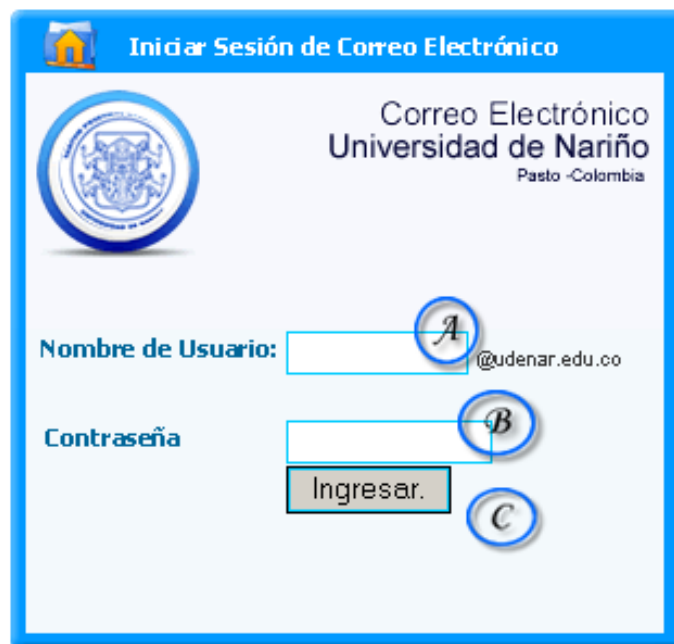 Iniciar Sesión de Correo Electrónico
Correo Electrónico
Universidad de Nariño
Pasto -Colombia
A
Nombre de Usuario:
@udenar.edu.co
B
Contraseña
Ingresar.
C